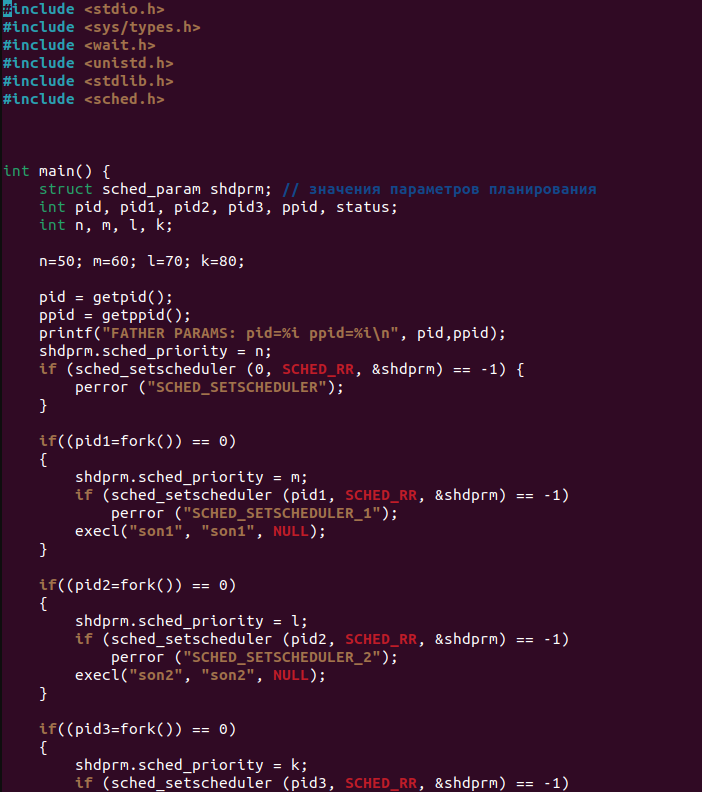 #include <stdio.h>
#include <sys/types.h>
#include <wait.h>
#include <unistd.h>
#include <stdlib.h>
#include <sched.h>
int main() {
    struct sched_param shdprm; // значения параметров планирования
    int pid, pid1, pid2, pid3, ppid, status;
    int n, m, l, k;
    n=50; m=60; l=70; k=80;
    pid = getpid();
    ppid = getppid();
    printf("FATHER PARAMS: pid=%i ppid=%i\n", pid,ppid);
    shdprm.sched_priority = n;
    if (sched_setscheduler (0, SCHED_RR, &shdprm) == -1) {
        perror ("SCHED_SETSCHEDULER");
    }
    if((pid1=fork()) == 0)
    {
        shdprm.sched_priority = m;
        if (sched_setscheduler (pid1, SCHED_RR, &shdprm) == -1)
            perror ("SCHED_SETSCHEDULER_1");
        execl("son1", "son1", NULL);
    }
    if((pid2=fork()) == 0)
    {
        shdprm.sched_priority = l;
        if (sched_setscheduler (pid2, SCHED_RR, &shdprm) == -1)
            perror ("SCHED_SETSCHEDULER_2");
        execl("son2", "son2", NULL);
    }
    if((pid3=fork()) == 0)
    {
        shdprm.sched_priority = k;
        if (sched_setscheduler (pid3, SCHED_RR, &shdprm) == -1)